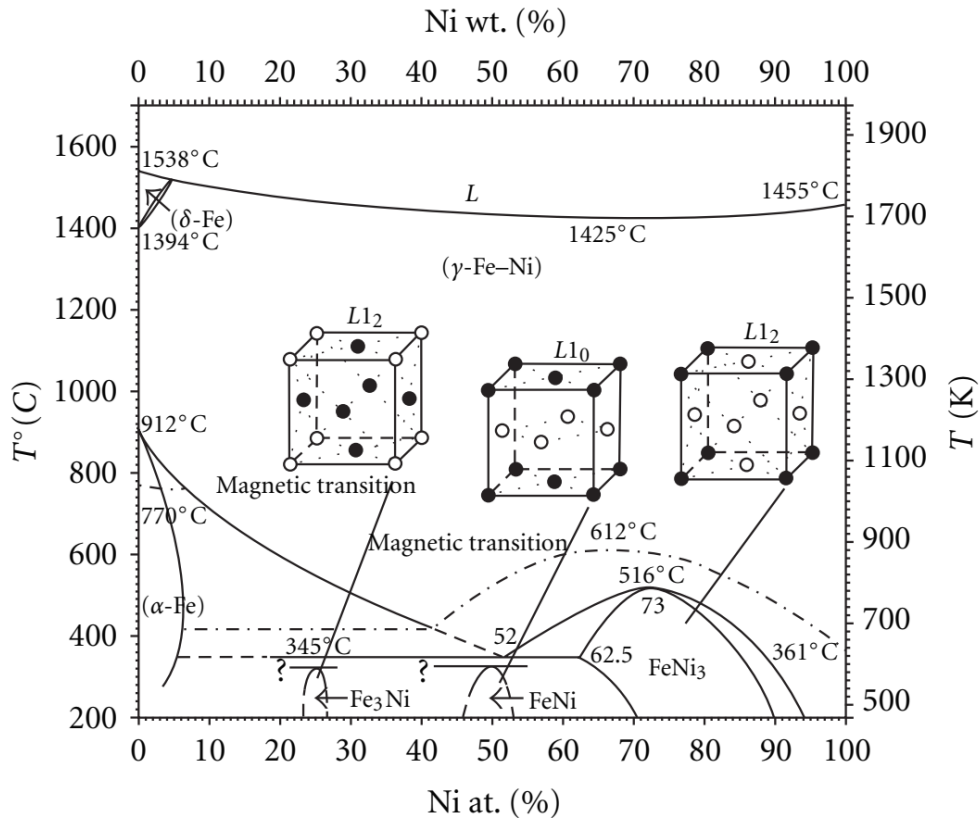 Ni wt. (%)
0 10 20 30 40 50 60 70 80 90 100
1600
1400
1200
1000
800
600
400
200
T°(C)
1900
1700
1500
1300
1100
900
700
500
T (K)
1538°C
(δ-Fe)
1394°C
L
1455°C
1425°C
(γ-Fe–Ni)
L1₂
L1₀
L1₂
912°C
Magnetic transition
770°C
Magnetic transition
612°C
516°C
73
(α-Fe)
345°C
52
62.5
361°C
FeNi₃
?
?
Fe₃Ni
FeNi
0 10 20 30 40 50 60 70 80 90 100
Ni at. (%)